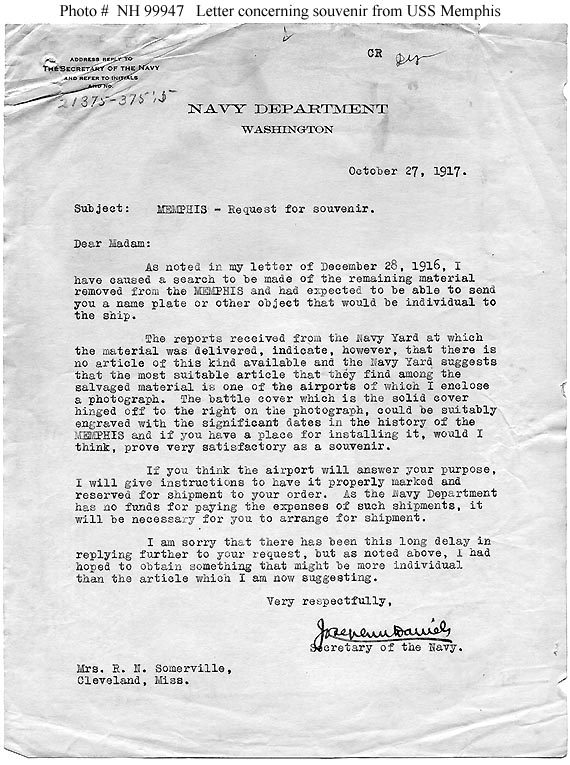 Photo # NH 99947 Letter concerning souvenir from USS Memphis
ADDRESS REPLY TO
THE SECRETARY OF THE NAVY
AND REFER TO INITIALS
AND NO.
21375-375'15
CR
NAVY DEPARTMENT
WASHINGTON
October 27, 1917.
Subject: MEMPHIS - Request for souvenir.
Dear Madam:
As noted in my letter of December 28, 1916, I
have caused a search to be made of the remaining material
removed from the MEMPHIS and had expected to be able to send
you a name plate or other object that would be individual to
the ship.
The reports received from the Navy Yard at which
the material was delivered, indicate, however, that there is
no article of this kind available and the Navy Yard suggests
that the most suitable article that they find among the
salvaged material is one of the airports of which I enclose
a photograph. The battle cover which is the solid cover
hinged off to the right on the photograph, could be suitably
engraved with the significant dates in the history of the
MEMPHIS and if you have a place for installing it, would I
think, prove very satisfactory as a souvenir.
If you think the airport will answer your purpose,
I will give instructions to have it properly marked and
reserved for shipment to your order. As the Navy Department
has no funds for paying the expenses of such shipments, it
will be necessary for you to arrange for shipment.
I am sorry that there has been this long delay in
replying further to your request, but as noted above, I had
hoped to obtain something that might be more individual
than the article which I am now suggesting.
Very respectfully,
Josephus Daniels
Secretary of the Navy.
Mrs. R. N. Somerville,
Cleveland, Miss.